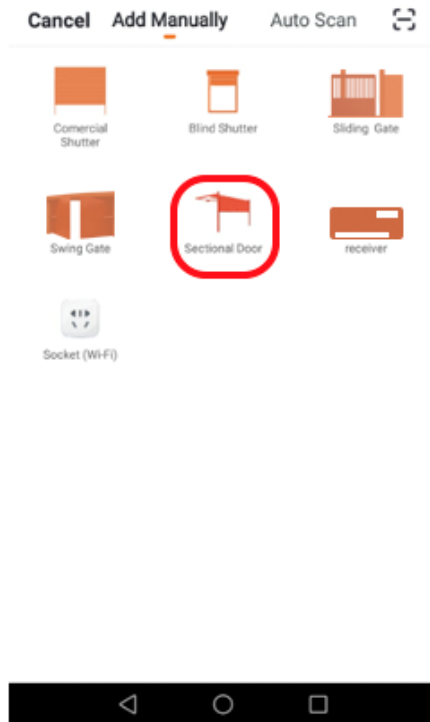 Cancel Add Manually Auto Scan
Comercial
Shutter
Blind Shutter
Sliding Gate
Swing Gate
Sectional Door
receiver
Socket (Wi-Fi)